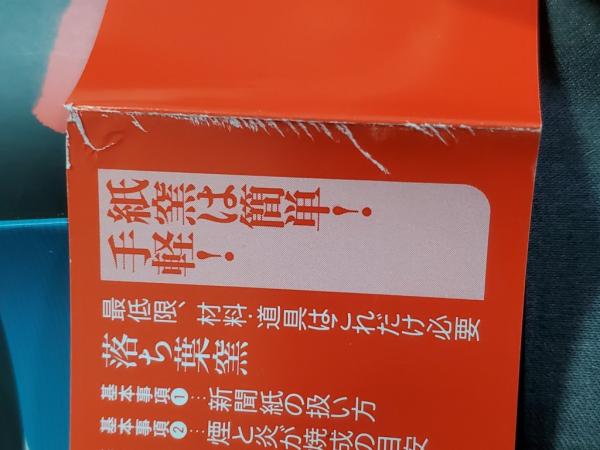 紙窯は簡単!
手軽!
最低限、材料・道具はこれだけ必要
落ち葉窯
基本事項❶…新聞紙の扱い方
基本事項❷…煙と炎が焼成の目安